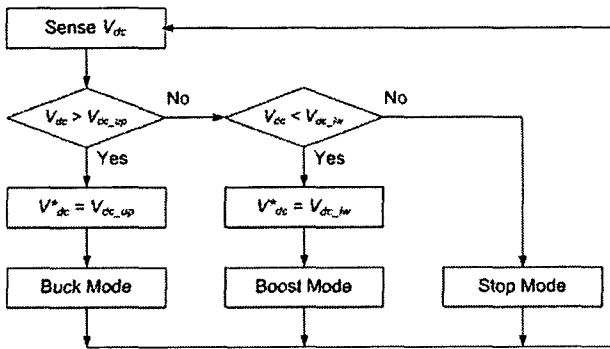 Sense V_dc
V_dc > V_dc_up
No
V_dc < V_dc_lw
No
Yes
Yes
V*_dc = V_dc_up
V*_dc = V_dc_lw
Buck Mode
Boost Mode
Stop Mode